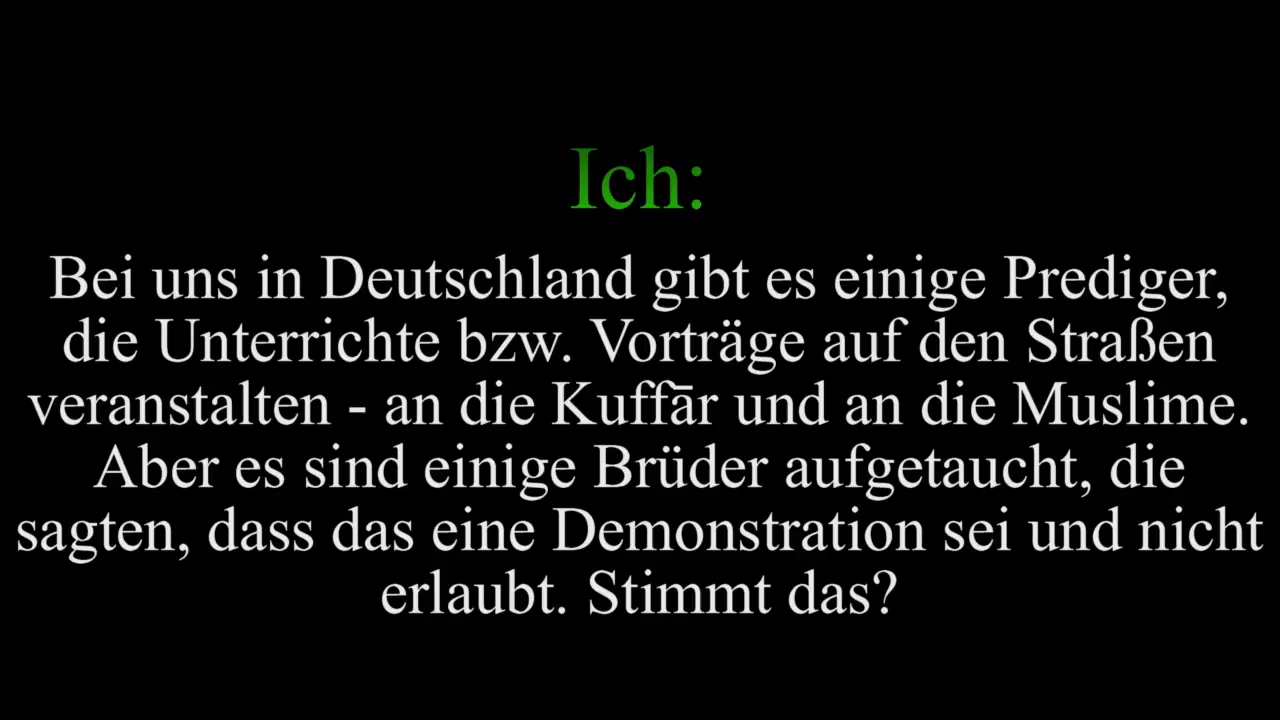 Ich:
Bei uns in Deutschland gibt es einige Prediger,
die Unterrichte bzw. Vorträge auf den Straßen
veranstalten - an die Kuffār und an die Muslime.
Aber es sind einige Brüder aufgetaucht, die
sagten, dass das eine Demonstration sei und nicht
erlaubt. Stimmt das?